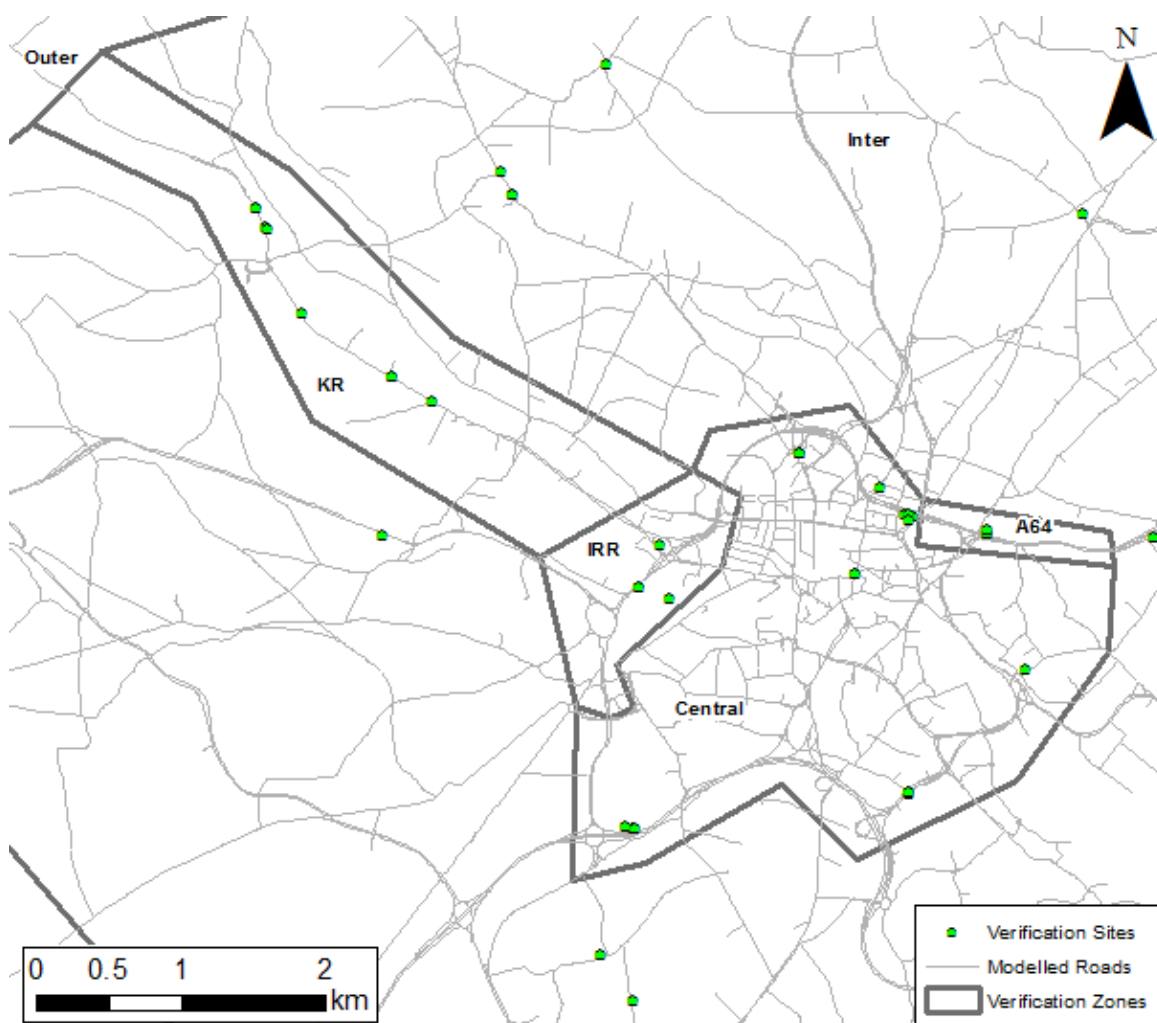 Outer
N
Inter
KR
A64
IRR
Central
Verification Sites
Modelled Roads
Verification Zones
0 0.5 1 2
km